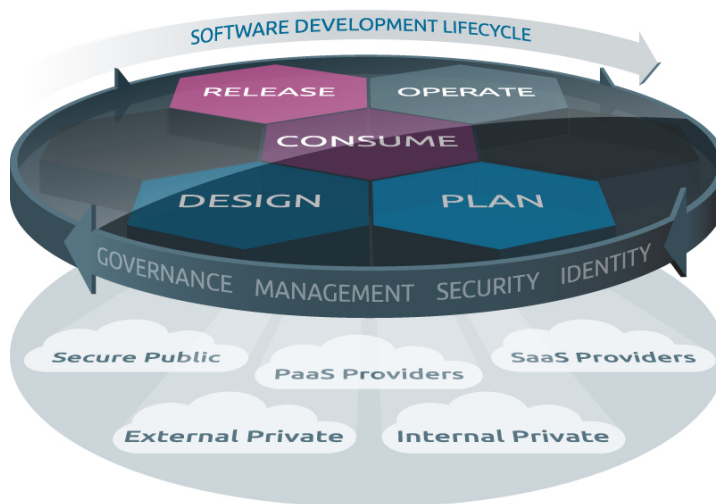 SOFTWARE DEVELOPMENT LIFECYCLE
RELEASE
OPERATE
CONSUME
DESIGN
PLAN
GOVERNANCE MANAGEMENT SECURITY IDENTITY
Secure Public
PaaS Providers
SaaS Providers
External Private
Internal Private